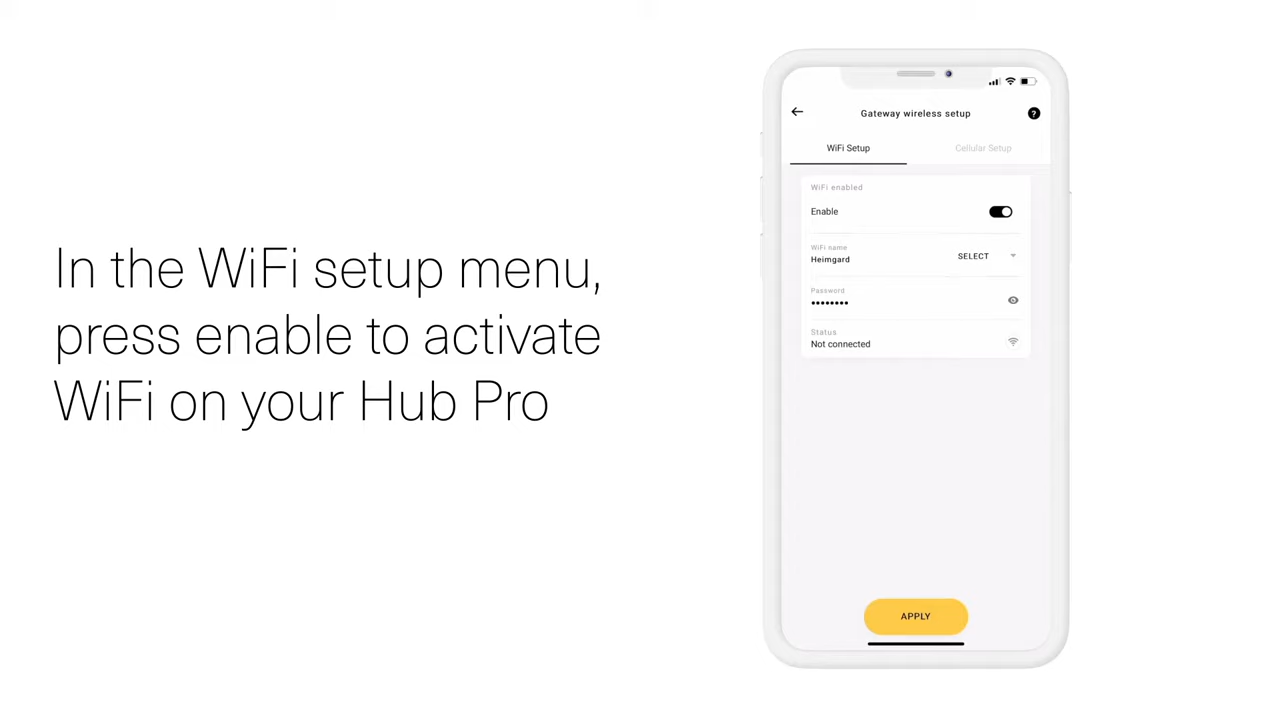 In the WiFi setup menu,
press enable to activate
WiFi on your Hub Pro
Gateway wireless setup
?
WiFi Setup
Cellular Setup
WiFi enabled
Enable
WiFi name
Heimgard
SELECT
Password
••••••••
Status
Not connected
APPLY